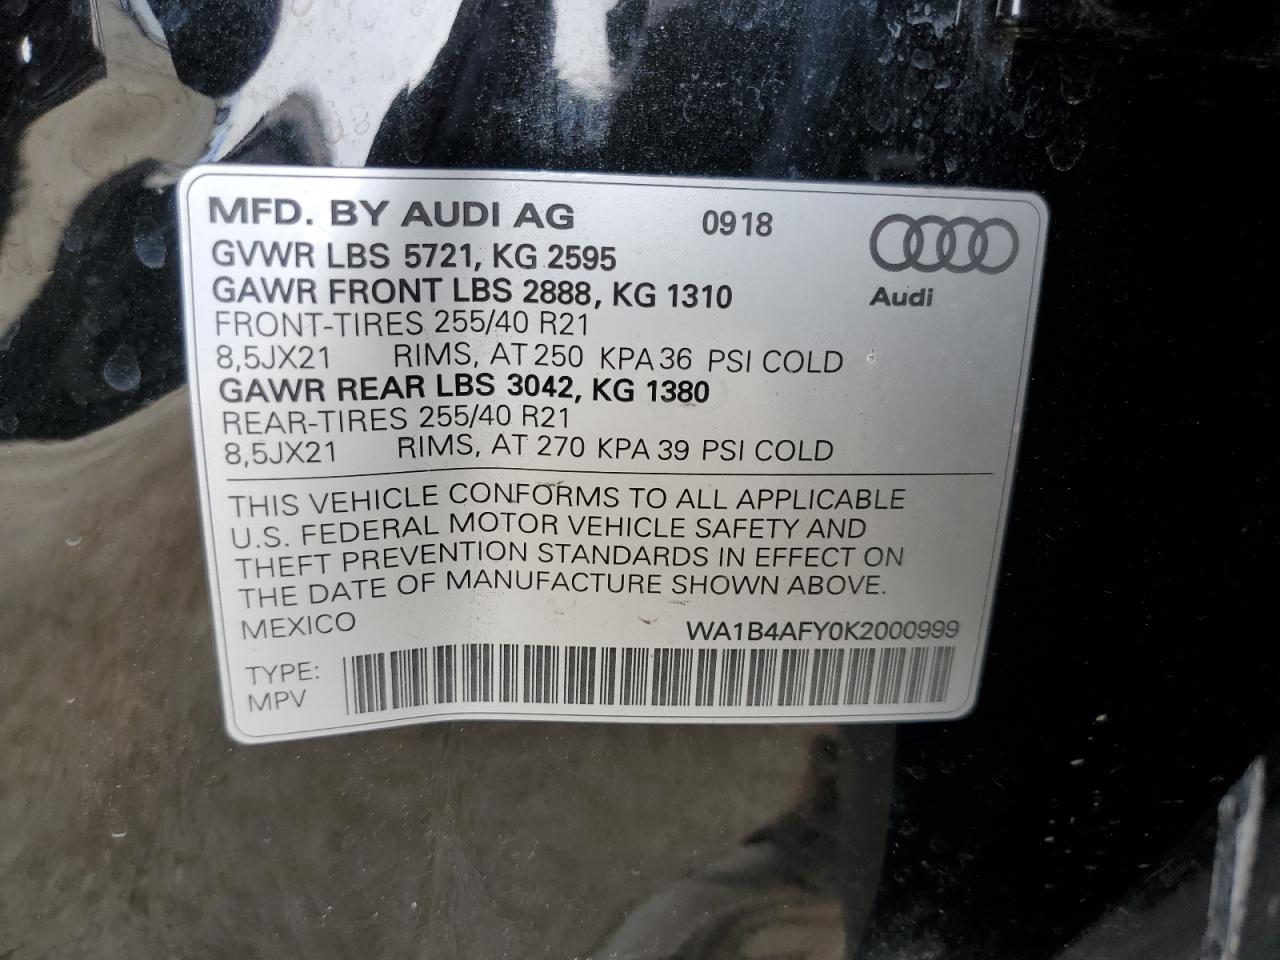 MFD. BY AUDI AG 0918
GVWR LBS 5721, KG 2595
GAWR FRONT LBS 2888, KG 1310
Audi
FRONT-TIRES 255/40 R21
8,5JX21 RIMS, AT 250 KPA 36 PSI COLD
GAWR REAR LBS 3042, KG 1380
REAR-TIRES 255/40 R21
8,5JX21 RIMS, AT 270 KPA 39 PSI COLD
THIS VEHICLE CONFORMS TO ALL APPLICABLE
U.S. FEDERAL MOTOR VEHICLE SAFETY AND
THEFT PREVENTION STANDARDS IN EFFECT ON
THE DATE OF MANUFACTURE SHOWN ABOVE.
MEXICO WA1B4AFY0K2000999
TYPE:
MPV